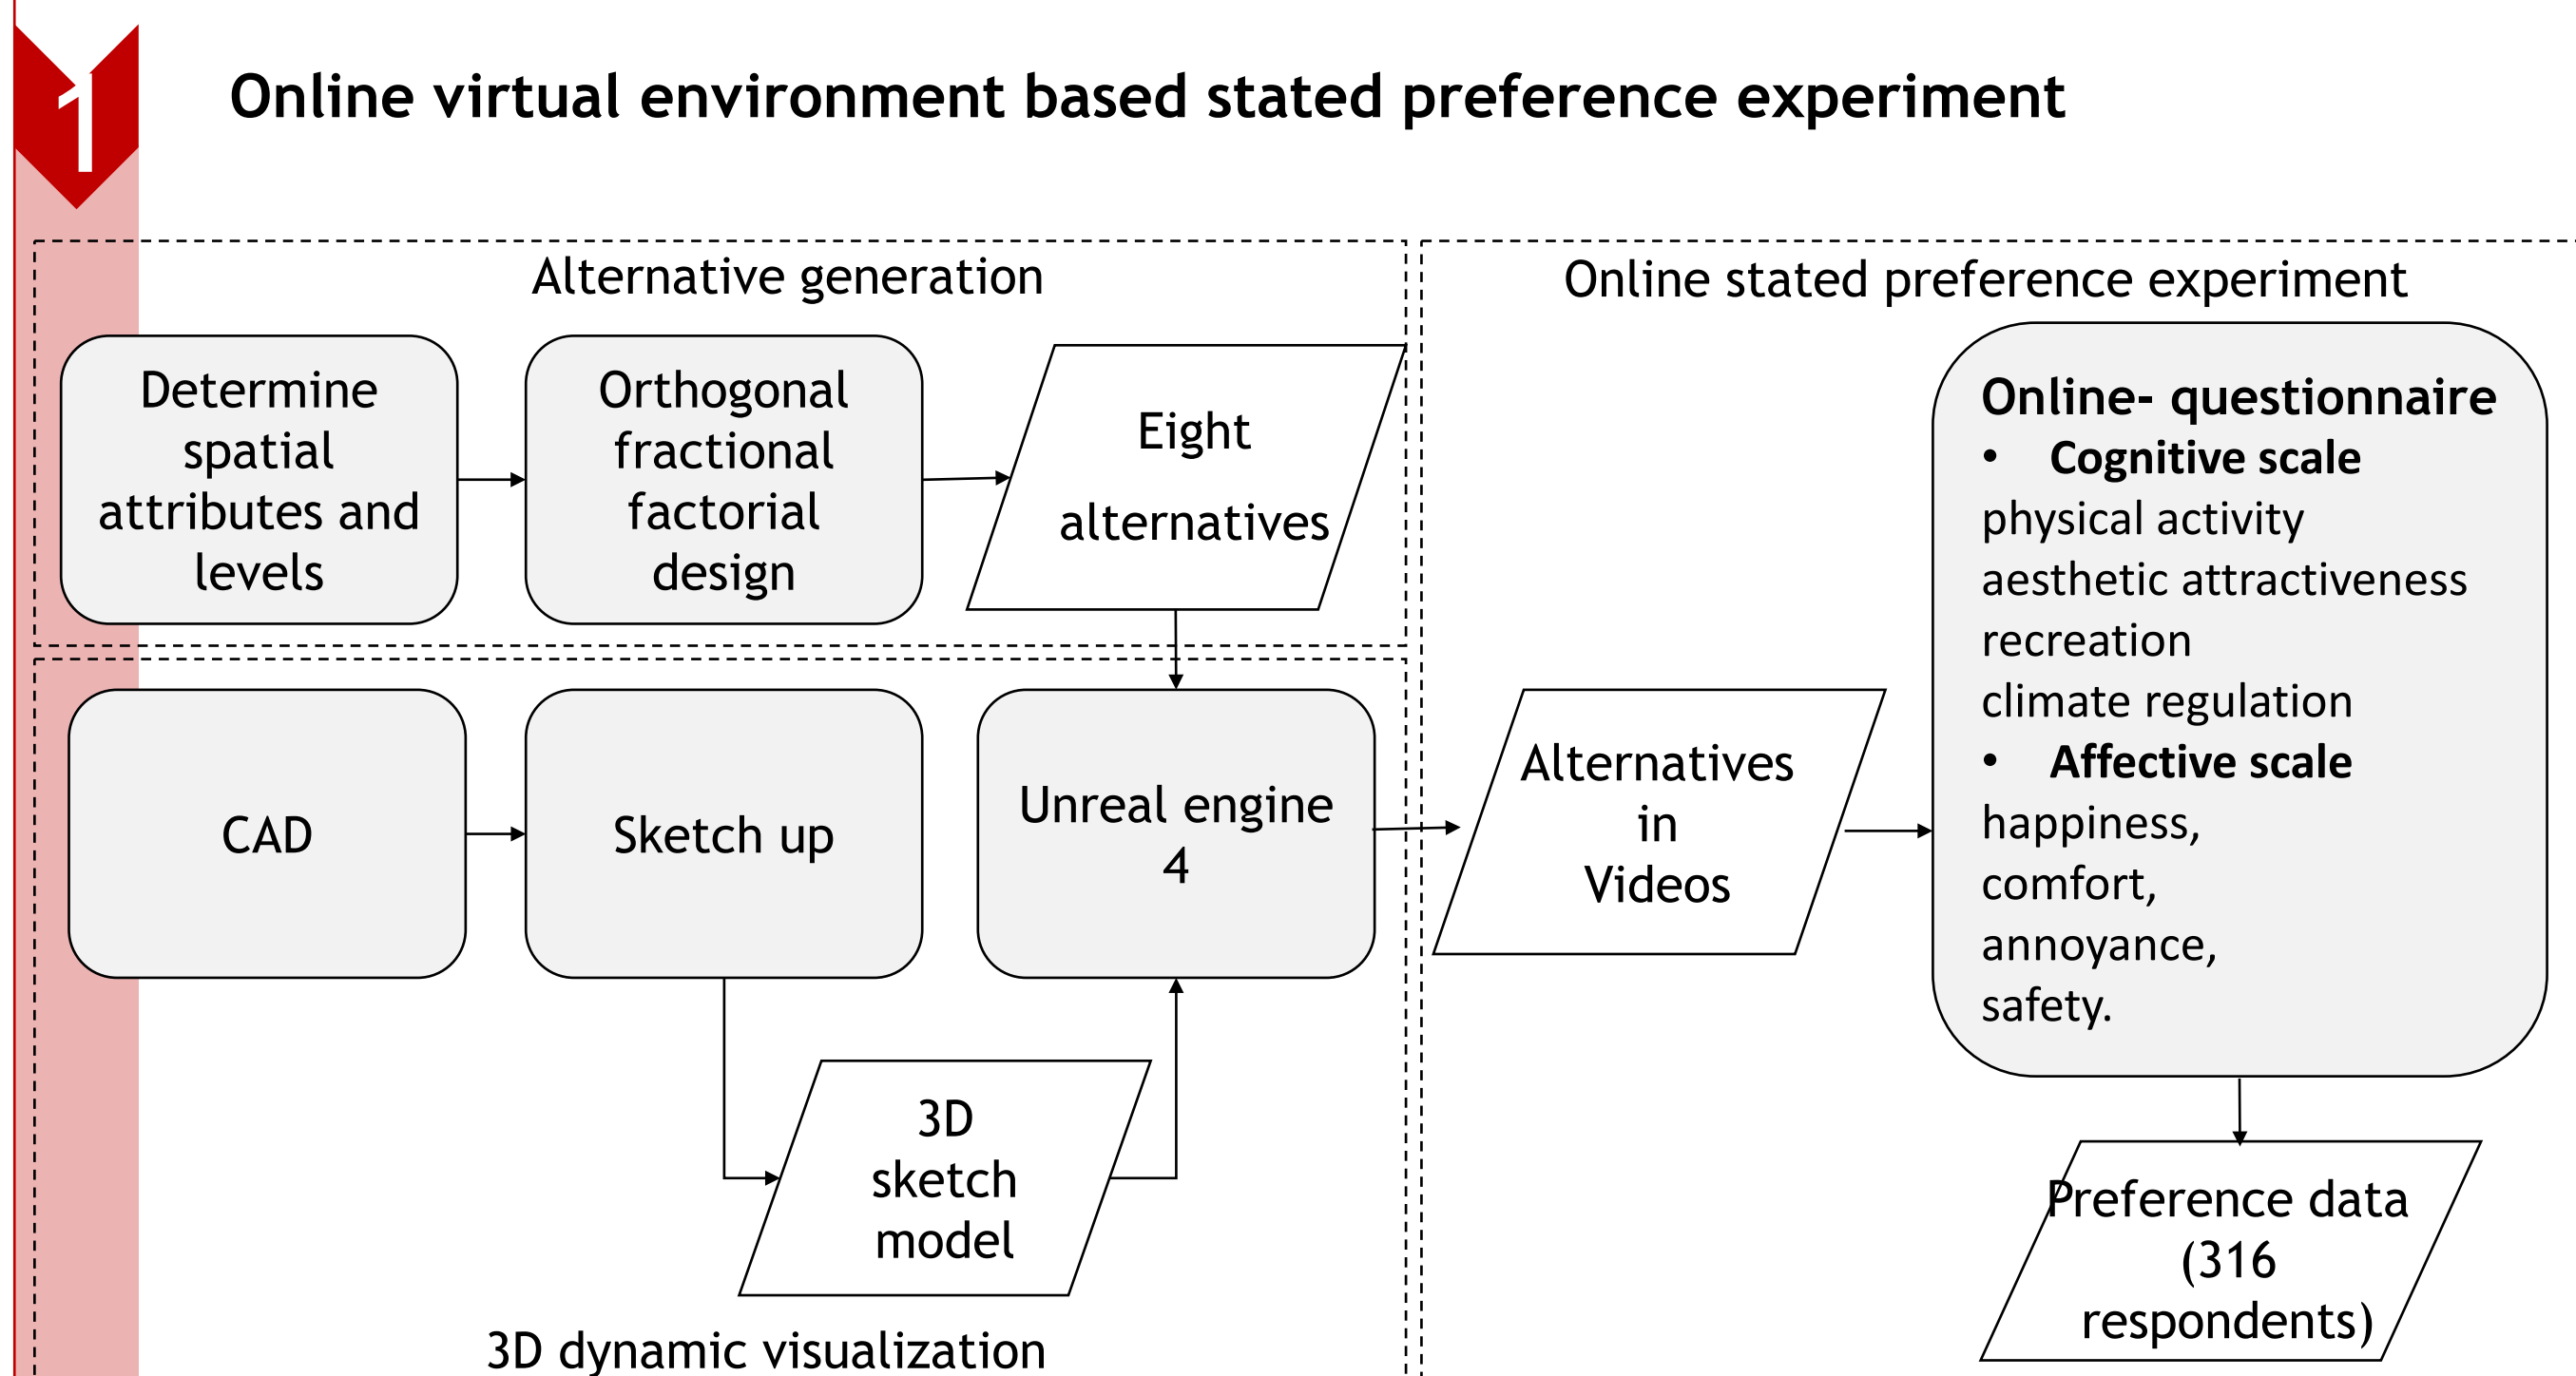 1
Online virtual environment based stated preference experiment
Alternative generation
Determine
spatial
attributes and
levels
Orthogonal
fractional
factorial
design
Eight
alternatives
CAD
Sketch up
Unreal engine
4
3D
sketch
model
3D dynamic visualization
Online stated preference experiment
Alternatives
in
Videos
Online- questionnaire
• Cognitive scale
physical activity
aesthetic attractiveness
recreation
climate regulation
• Affective scale
happiness,
comfort,
annoyance,
safety.
Preference data
(316
respondents)